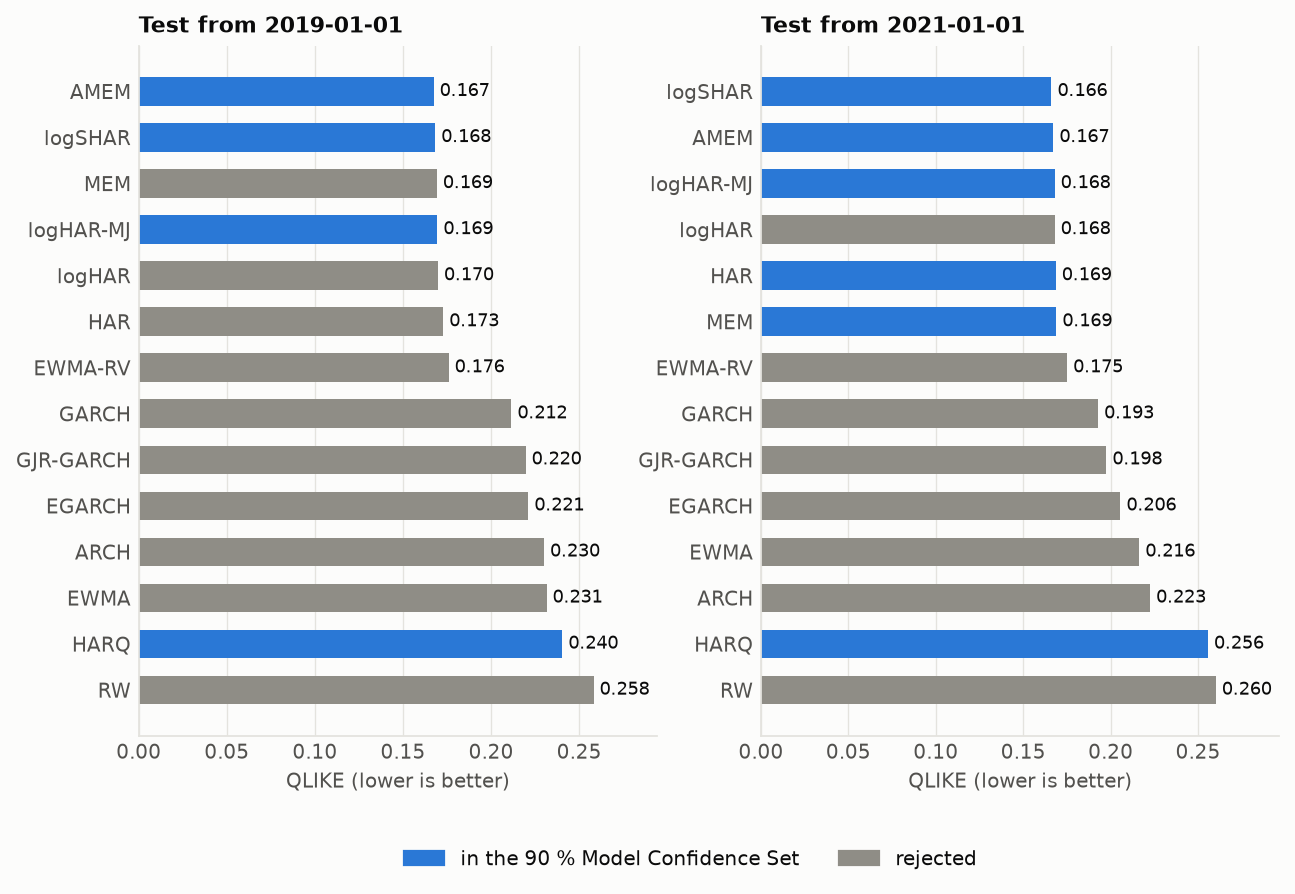 Test from 2019-01-01
AMEM 0.167
logSHAR 0.168
MEM 0.169
logHAR-MJ 0.169
logHAR 0.170
HAR 0.173
EWMA-RV 0.176
GARCH 0.212
GJR-GARCH 0.220
EGARCH 0.221
ARCH 0.230
EWMA 0.231
HARQ 0.240
RW 0.258
0.00 0.05 0.10 0.15 0.20 0.25
QLIKE (lower is better)
Test from 2021-01-01
logSHAR 0.166
AMEM 0.167
logHAR-MJ 0.168
logHAR 0.168
HAR 0.169
MEM 0.169
EWMA-RV 0.175
GARCH 0.193
GJR-GARCH 0.198
EGARCH 0.206
EWMA 0.216
ARCH 0.223
HARQ 0.256
RW 0.260
0.00 0.05 0.10 0.15 0.20 0.25
QLIKE (lower is better)
in the 90 % Model Confidence Set rejected